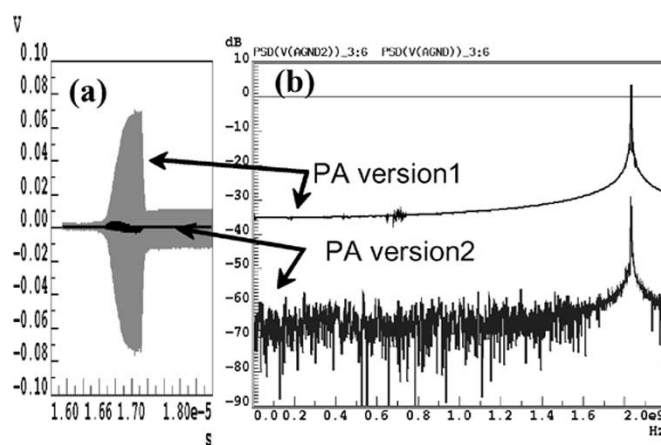 V
0.10
0.08
0.06
0.04
0.02
0.00
-0.02
-0.04
-0.06
-0.08
-0.10
1.60 1.66 1.70 1.80e-5
S
(a)
dB
PSD(V(AGND2))_3:6 PSD(V(AGND))_3:6
10
0
-10
-20
-30
-40
-50
-60
-70
-80
-90
(b)
PA version1
PA version2
0.0 0.2 0.4 0.6 0.8 1.0 1.2 1.4 1.6 2.0e9
Hz